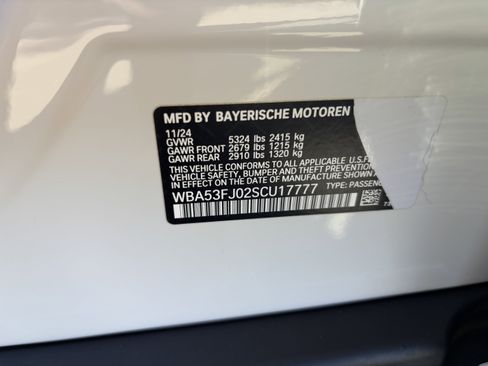 MFD BY BAYERISCHE MOTOREN
11/24
GVWR 5324 lbs 2415 kg
GAWR FRONT 2679 lbs 1215 kg
GAWR REAR 2910 lbs 1320 kg
THIS VEHICLE CONFORMS TO ALL APPLICABLE U.S. F
VEHICLE SAFETY, BUMPER AND THEFT PREVENTION
IN EFFECT ON THE DATE OF MANUFACTURE SHOWN
WBA53FJ02SCU17777 TYPE: PASSENG